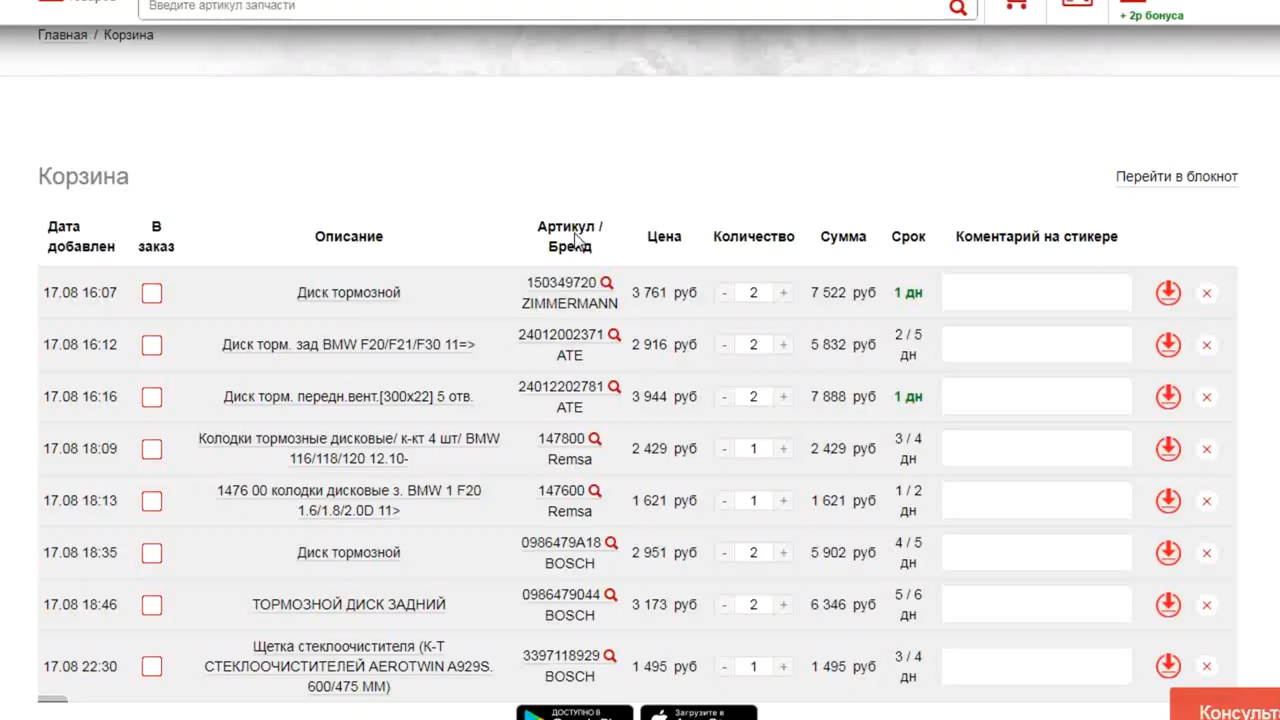 Введите артикул запчасти
+ 2р бонуса
Главная / Корзина
Корзина
Перейти в блокнот
Дата добавлен В заказ Описание Артикул / Бренд Цена Количество Сумма Срок Коментарий на стикере
17.08 16:07 Диск тормозной 150349720 ZIMMERMANN 3 761 руб - 2 + 7 522 руб 1 дн
17.08 16:12 Диск торм. зад BMW F20/F21/F30 11=> 24012002371 ATE 2 916 руб - 2 + 5 832 руб 2 / 5 дн
17.08 16:16 Диск торм. передн.вент.[300x22] 5 отв. 24012202781 ATE 3 944 руб - 2 + 7 888 руб 1 дн
17.08 18:09 Колодки тормозные дисковые/ к-кт 4 шт/ BMW 116/118/120 12.10- 147800 Remsa 2 429 руб - 1 + 2 429 руб 3 / 4 дн
17.08 18:13 1476 00 колодки дисковые з. BMW 1 F20 1.6/1.8/2.0D 11> 147600 Remsa 1 621 руб - 1 + 1 621 руб 1 / 2 дн
17.08 18:35 Диск тормозной 0986479A18 BOSCH 2 951 руб - 2 + 5 902 руб 4 / 5 дн
17.08 18:46 ТОРМОЗНОЙ ДИСК ЗАДНИЙ 0986479044 BOSCH 3 173 руб - 2 + 6 346 руб 5 / 6 дн
17.08 22:30 Щетка стеклоочистителя (К-Т СТЕКЛООЧИСТИТЕЛЕЙ AEROTWIN A929S. 600/475 ММ) 3397118929 BOSCH 1 495 руб - 1 + 1 495 руб 3 / 4 дн
ДОСТУПНО В
Загрузите в
Консульт